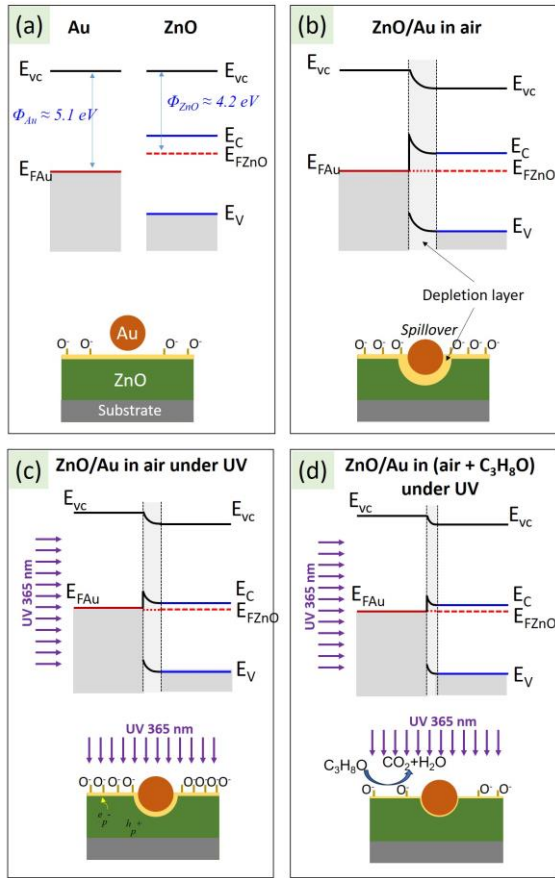 (a)
Au
ZnO
E_vc
E_vc
Φ_Au ≈ 5.1 eV
Φ_ZnO ≈ 4.2 eV
E_C
E_FZnO
E_FAu
E_V
O⁻ O⁻ Au O⁻ O⁻
ZnO
Substrate
(b)
ZnO/Au in air
E_vc
E_vc
E_C
E_FAu
E_FZnO
E_V
Depletion layer
Spillover
O⁻ O⁻ O⁻ O⁻ O⁻ O⁻
(c)
ZnO/Au in air under UV
E_vc
E_vc
UV 365 nm
E_FAu
E_C
E_FZnO
E_V
UV 365 nm
O⁻O⁻O⁻O⁻ O⁻O⁻O⁻O⁻
h_p⁺
(d)
ZnO/Au in (air + C₃H₈O)
under UV
E_vc
E_vc
UV 365 nm
E_FAu
E_C
E_FZnO
E_V
UV 365 nm
C₃H₈O CO₂+H₂O
O⁻ O⁻ O⁻ O⁻